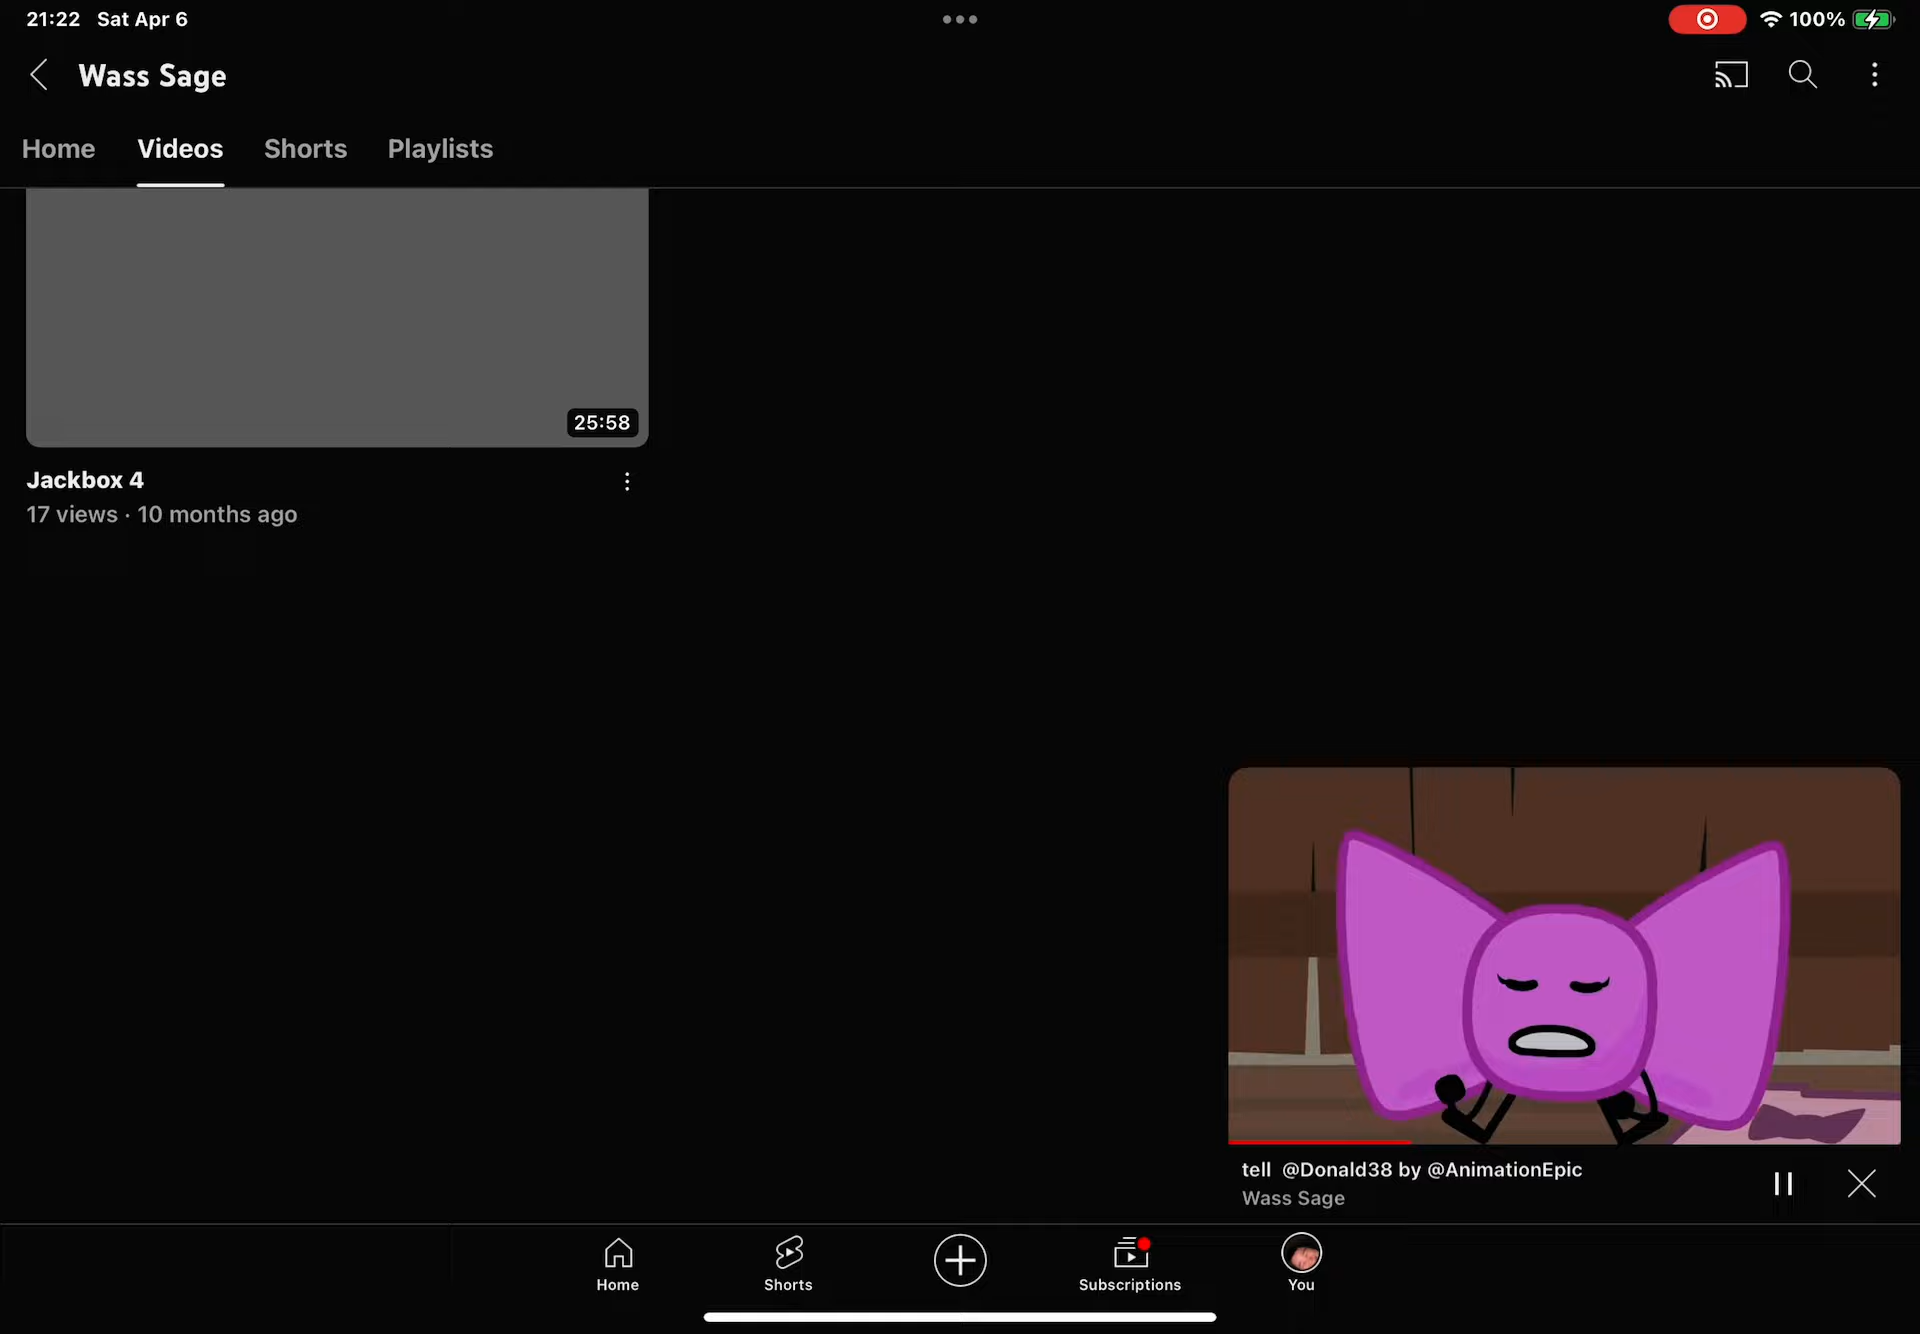 21:22 Sat Apr 6
100%
Wass Sage
Home Videos Shorts Playlists
25:58
Jackbox 4
17 views · 10 months ago
tell @Donald38 by @AnimationEpic
Wass Sage
Home Shorts Subscriptions You